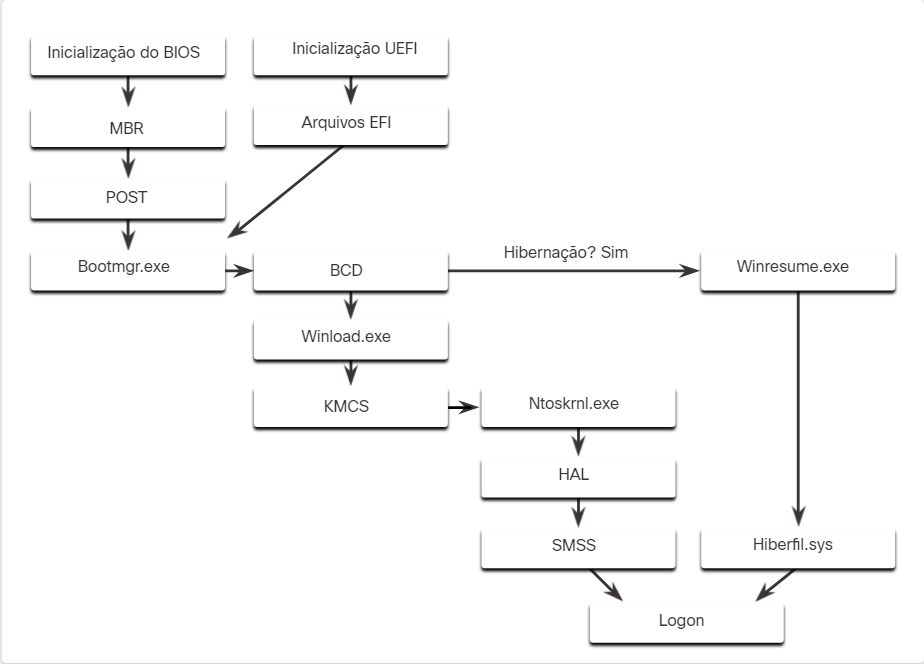 Inicialização do BIOS
Inicialização UEFI
MBR
Arquivos EFI
POST
Bootmgr.exe
BCD
Hibernação? Sim
Winresume.exe
Winload.exe
KMCS
Ntoskrnl.exe
HAL
SMSS
Hiberfil.sys
Logon